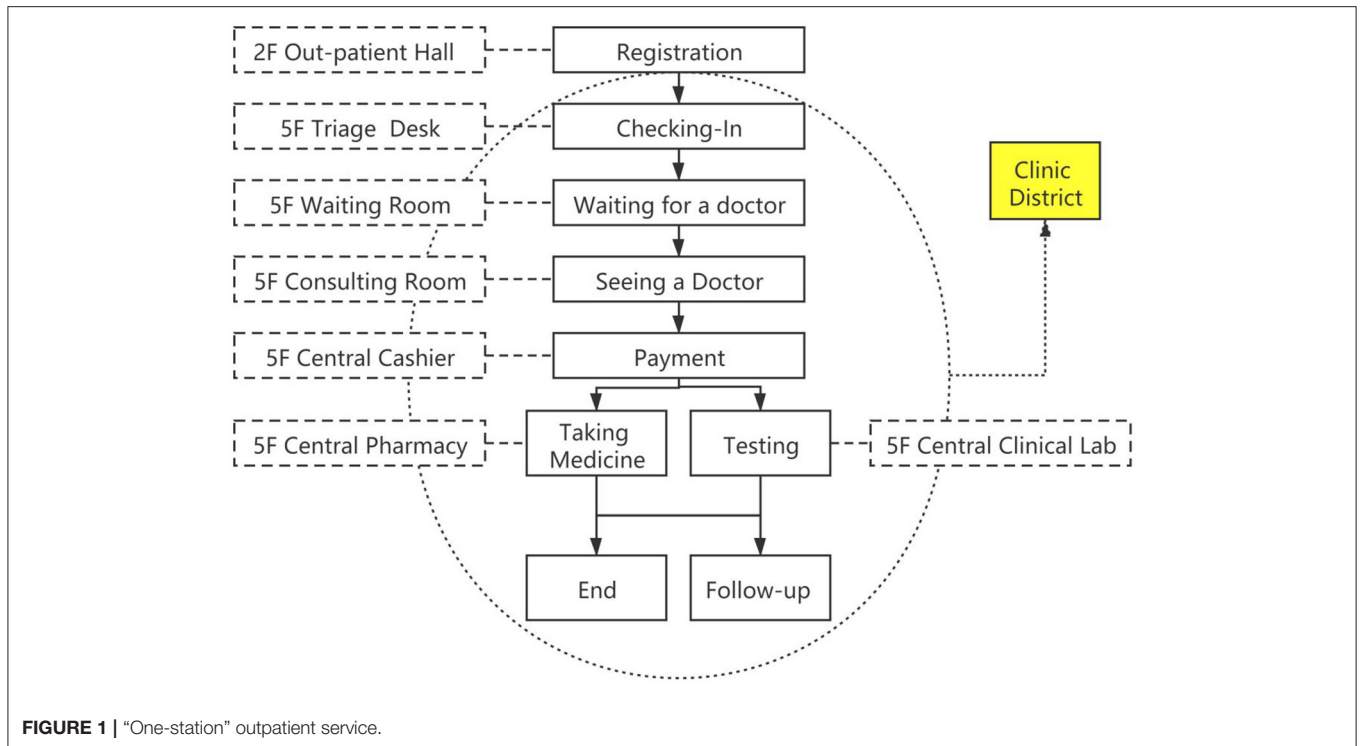 2F Out-patient Hall
Registration
5F Triage Desk
Checking-In
Clinic
District
5F Waiting Room
Waiting for a doctor
5F Consulting Room
Seeing a Doctor
5F Central Cashier
Payment
5F Central Pharmacy
Taking
Medicine
Testing
5F Central Clinical Lab
End
Follow-up
FIGURE 1 | “One-station” outpatient service.